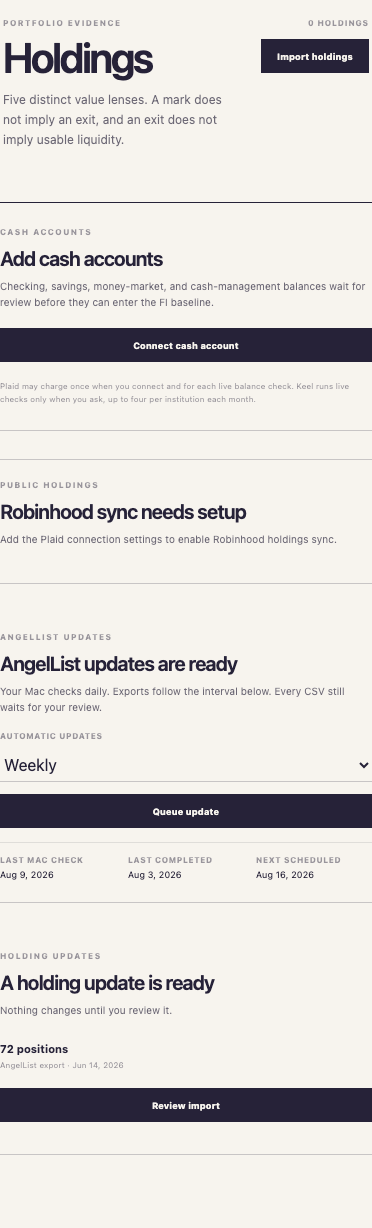 PORTFOLIO EVIDENCE
0 HOLDINGS
Holdings
Import holdings
Five distinct value lenses. A mark does
not imply an exit, and an exit does not
imply usable liquidity.
CASH ACCOUNTS
Add cash accounts
Checking, savings, money-market, and cash-management balances wait for
review before they can enter the FI baseline.
Connect cash account
Plaid may charge once when you connect and for each live balance check. Keel runs live
checks only when you ask, up to four per institution each month.
PUBLIC HOLDINGS
Robinhood sync needs setup
Add the Plaid connection settings to enable Robinhood holdings sync.
ANGELLIST UPDATES
AngelList updates are ready
Your Mac checks daily. Exports follow the interval below. Every CSV still
waits for your review.
AUTOMATIC UPDATES
Weekly
Queue update
LAST MAC CHECK
Aug 9, 2026
LAST COMPLETED
Aug 3, 2026
NEXT SCHEDULED
Aug 16, 2026
HOLDING UPDATES
A holding update is ready
Nothing changes until you review it.
72 positions
AngelList export · Jun 14, 2026
Review import